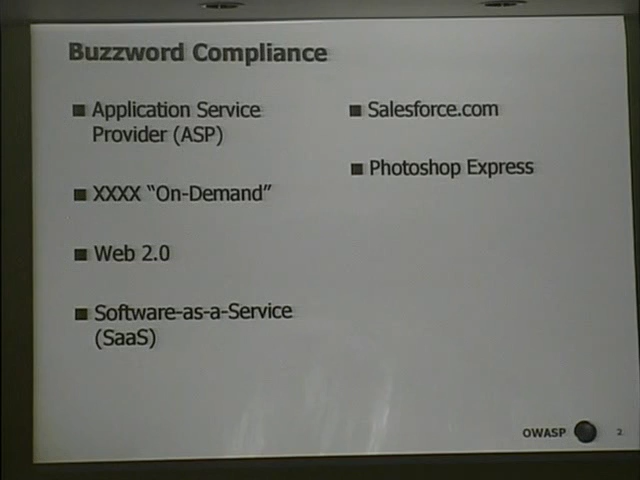 Buzzword Compliance
■ Application Service
Provider (ASP)
■ XXXX “On-Demand”
■ Web 2.0
■ Software-as-a-Service
(SaaS)
■ Salesforce.com
■ Photoshop Express
OWASP
2